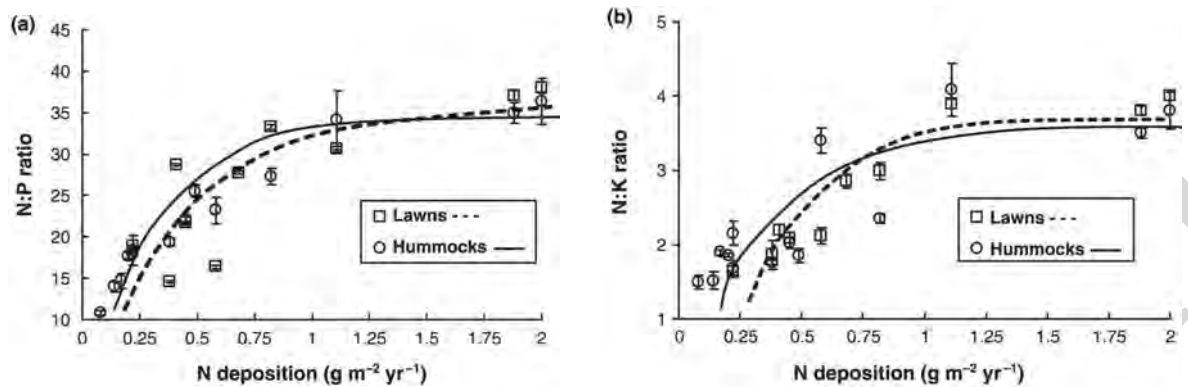 (a)
45
40
35
30
25
20
15
10
N:P ratio
0 0.25 0.5 0.75 1 1.25 1.5 1.75 2
N deposition (g m⁻² yr⁻¹)
Lawns
Hummocks
(b)
5
4
3
2
1
N:K ratio
0 0.25 0.5 0.75 1 1.25 1.5 1.75 2
N deposition (g m⁻² yr⁻¹)
Lawns
Hummocks